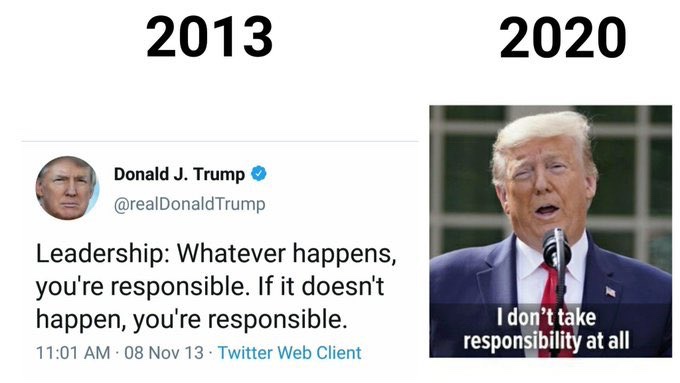 2013
2020
Donald J. Trump
@realDonaldTrump
Leadership: Whatever happens,
you're responsible. If it doesn't
happen, you're responsible.
11:01 AM · 08 Nov 13 · Twitter Web Client
I don't take
responsibility at all